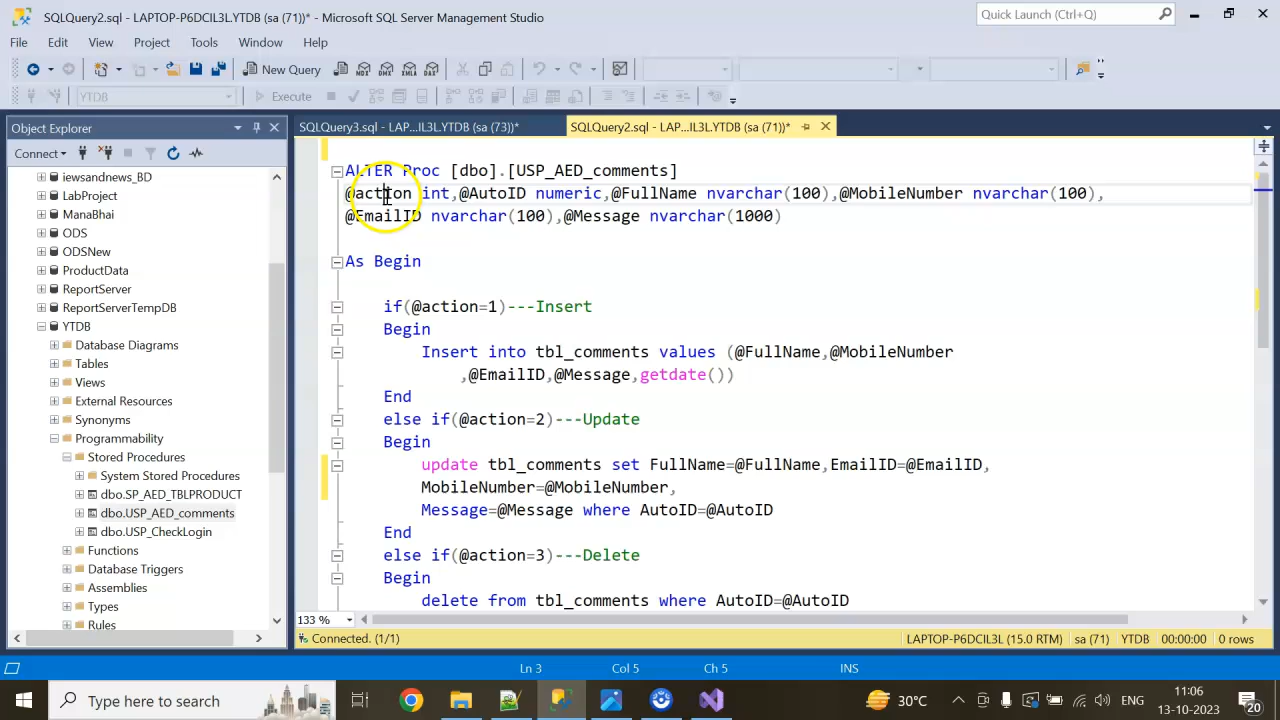 SQLQuery2.sql - LAPTOP-P6DCIL3L.YTDB (sa (71))* - Microsoft SQL Server Management Studio
Quick Launch (Ctrl+Q)
File Edit View Project Tools Window Help
New Query MDX DMX XMLA DAX
YTDB Execute
Object Explorer
SQLQuery3.sql - LAP...IL3L.YTDB (sa (73))*
SQLQuery2.sql - LAP...IL3L.YTDB (sa (71))*
Connect
iewsandnews_BD
LabProject
ManaBhai
ODS
ODSNew
ProductData
ReportServer
ReportServerTempDB
YTDB
Database Diagrams
Tables
Views
External Resources
Synonyms
Programmability
Stored Procedures
System Stored Procedures
dbo.SP_AED_TBLPRODUCT
dbo.USP_AED_comments
dbo.USP_CheckLogin
Functions
Database Triggers
Assemblies
Types
Rules
ALTER Proc [dbo].[USP_AED_comments]
@action int,@AutoID numeric,@FullName nvarchar(100),@MobileNumber nvarchar(100),
@EmailID nvarchar(100),@Message nvarchar(1000)
As Begin
if(@action=1)---Insert
Begin
Insert into tbl_comments values (@FullName,@MobileNumber
,@EmailID,@Message,getdate())
End
else if(@action=2)---Update
Begin
update tbl_comments set FullName=@FullName,EmailID=@EmailID,
MobileNumber=@MobileNumber,
Message=@Message where AutoID=@AutoID
End
else if(@action=3)---Delete
Begin
delete from tbl_comments where AutoID=@AutoID
133 %
Connected. (1/1) LAPTOP-P6DCIL3L (15.0 RTM) sa (71) YTDB 00:00:00 0 rows
Ln 3 Col 5 Ch 5 INS
Type here to search
30°C ENG
11:06
13-10-2023
20